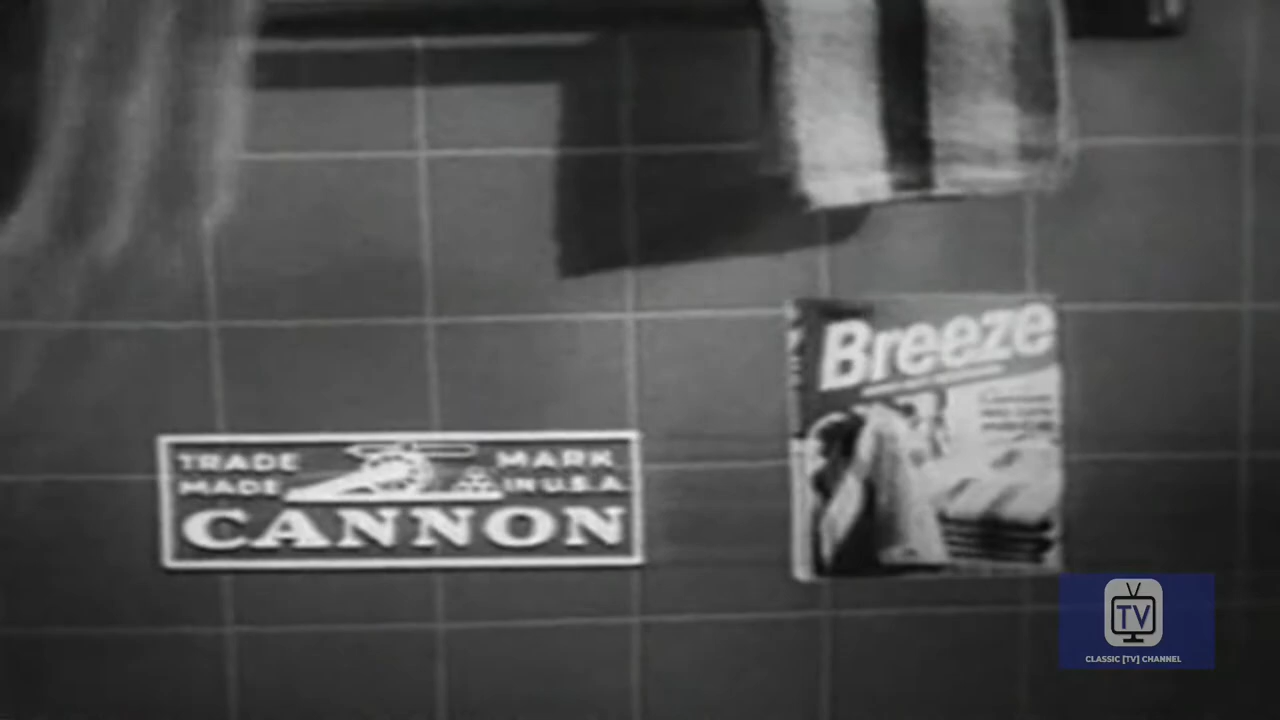 Breeze
TRADE MARK
MADE IN U.S.A.
CANNON
TV
CLASSIC [TV] CHANNEL